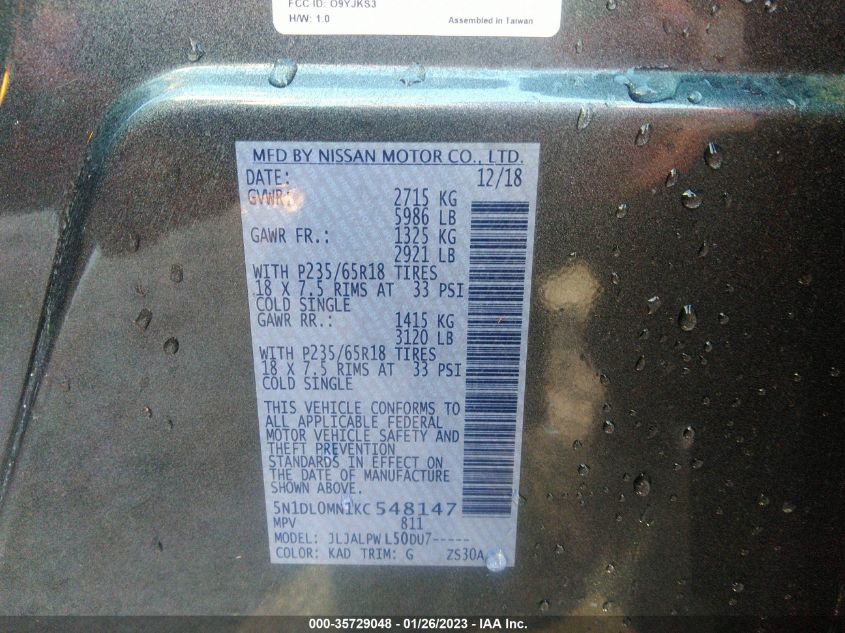 FCC ID: O9YJKS3
H/W: 1.0 Assembled in Taiwan
MFD BY NISSAN MOTOR CO., LTD.
DATE: 12/18
GVWR: 2715 KG
5986 LB
GAWR FR.: 1325 KG
2921 LB
WITH P235/65R18 TIRES
18 X 7.5 RIMS AT 33 PSI
COLD SINGLE
GAWR RR.: 1415 KG
3120 LB
WITH P235/65R18 TIRES
18 X 7.5 RIMS AT 33 PSI
COLD SINGLE
THIS VEHICLE CONFORMS TO
ALL APPLICABLE FEDERAL
MOTOR VEHICLE SAFETY AND
THEFT PREVENTION
STANDARDS IN EFFECT ON
THE DATE OF MANUFACTURE
SHOWN ABOVE.
5N1DL0MN1KC548147
MPV 811
MODEL: JLJALPWL50DU7-----
COLOR: KAD TRIM: G ZS30A
000-35729048 - 01/26/2023 - IAA Inc.